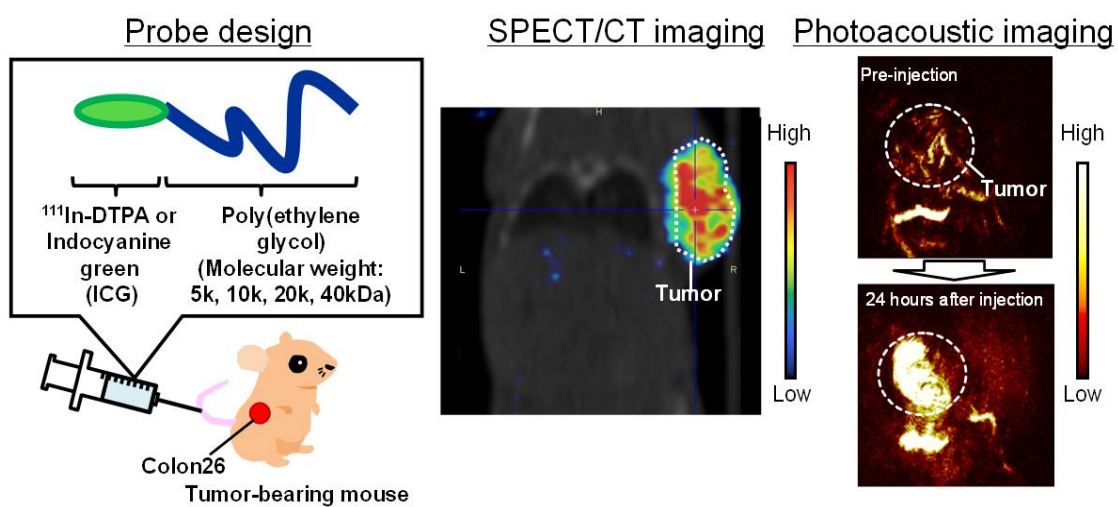 Probe design
¹¹¹In-DTPA or
Indocyanine
green
(ICG)
Poly(ethylene
glycol)
(Molecular weight:
5k, 10k, 20k, 40kDa)
Colon26
Tumor-bearing mouse
SPECT/CT imaging
H
L
R
Tumor
High
Low
Photoacoustic imaging
Pre-injection
Tumor
24 hours after injection
High
Low